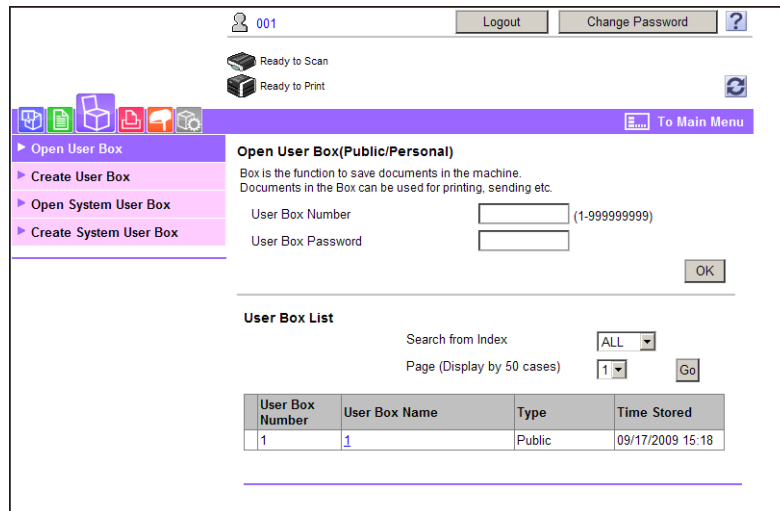 001 Logout Change Password ?
Ready to Scan
Ready to Print
To Main Menu
Open User Box
Create User Box
Open System User Box
Create System User Box
Open User Box(Public/Personal)
Box is the function to save documents in the machine.
Documents in the Box can be used for printing, sending etc.
User Box Number (1-999999999)
User Box Password
OK
User Box List
Search from Index ALL
Page (Display by 50 cases) 1 Go
User Box Number User Box Name Type Time Stored
1 1 Public 09/17/2009 15:18